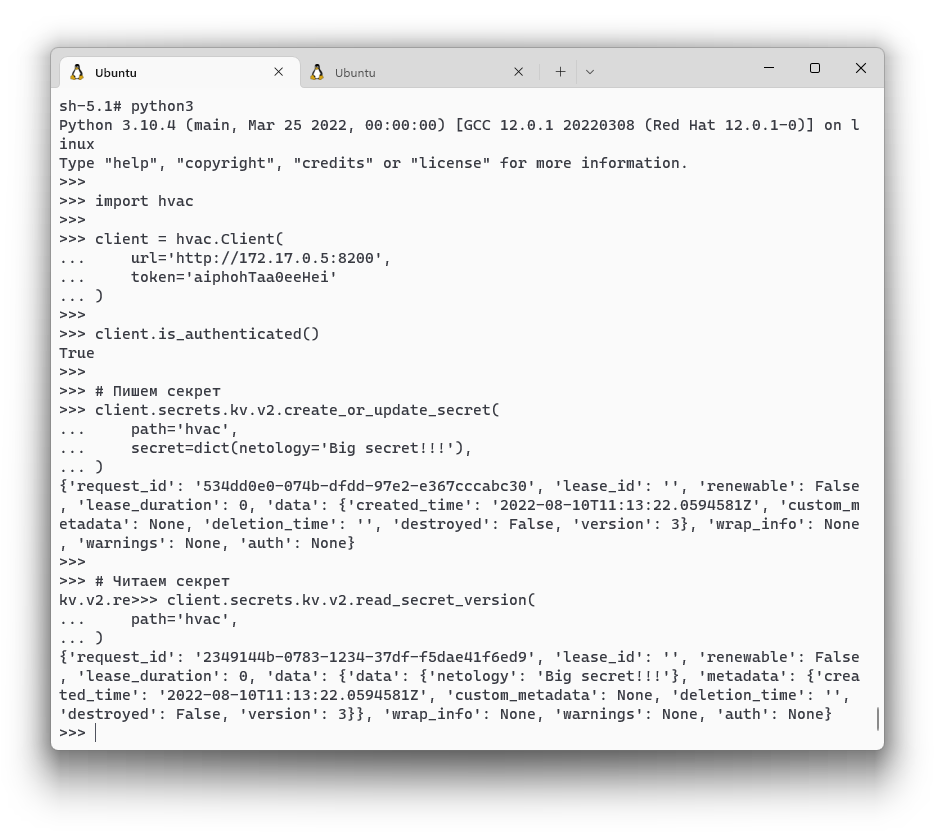 Ubuntu
Ubuntu
sh-5.1# python3
Python 3.10.4 (main, Mar 25 2022, 00:00:00) [GCC 12.0.1 20220308 (Red Hat 12.0.1-0)] on l
inux
Type "help", "copyright", "credits" or "license" for more information.
>>>
>>> import hvac
>>>
>>> client = hvac.Client(
...     url='http://172.17.0.5:8200',
...     token='aiphohTaa0eeHei'
... )
>>>
>>> client.is_authenticated()
True
>>>
>>> # Пишем секрет
>>> client.secrets.kv.v2.create_or_update_secret(
...     path='hvac',
...     secret=dict(netology='Big secret!!!'),
... )
{'request_id': '534dd0e0-074b-dfdd-97e2-e367cccabc30', 'lease_id': '', 'renewable': False
, 'lease_duration': 0, 'data': {'created_time': '2022-08-10T11:13:22.0594581Z', 'custom_m
etadata': None, 'deletion_time': '', 'destroyed': False, 'version': 3}, 'wrap_info': None
, 'warnings': None, 'auth': None}
>>>
>>> # Читаем секрет
kv.v2.re>>> client.secrets.kv.v2.read_secret_version(
...     path='hvac',
... )
{'request_id': '2349144b-0783-1234-37df-f5dae41f6ed9', 'lease_id': '', 'renewable': False
, 'lease_duration': 0, 'data': {'data': {'netology': 'Big secret!!!'}, 'metadata': {'crea
ted_time': '2022-08-10T11:13:22.0594581Z', 'custom_metadata': None, 'deletion_time': '',
'destroyed': False, 'version': 3}}, 'wrap_info': None, 'warnings': None, 'auth': None}
>>>